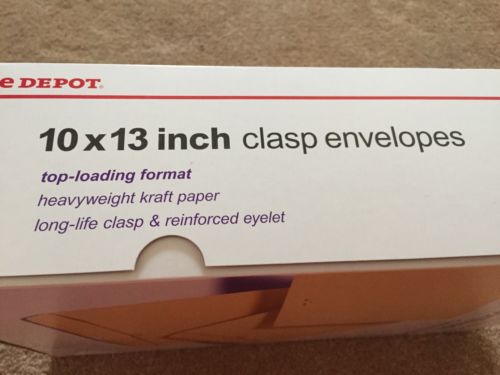 e DEPOT.
10 x 13 inch clasp envelopes
top-loading format
heavyweight kraft paper
long-life clasp & reinforced eyelet